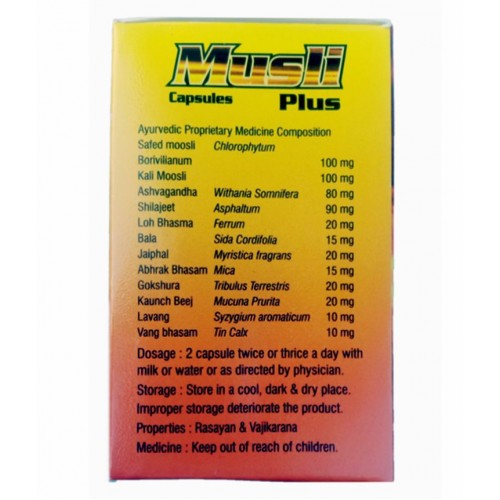 Musli
Capsules Plus
Ayurvedic Proprietary Medicine Composition
Safed moosli Chlorophytum
Borivilianum 100 mg
Kali Moosli 100 mg
Ashvagandha Withania Somnifera 80 mg
Shilajeet Asphaltum 90 mg
Loh Bhasma Ferrum 20 mg
Bala Sida Cordifolia 15 mg
Jaiphal Myristica fragrans 20 mg
Abhrak Bhasam Mica 15 mg
Gokshura Tribulus Terrestris 20 mg
Kaunch Beej Mucuna Prurita 20 mg
Lavang Syzygium aromaticum 10 mg
Vang bhasam Tin Calx 10 mg
Dosage : 2 capsule twice or thrice a day with
milk or water or as directed by physician.
Storage : Store in a cool, dark & dry place.
Improper storage deteriorate the product.
Properties : Rasayan & Vajikarana
Medicine : Keep out of reach of children.